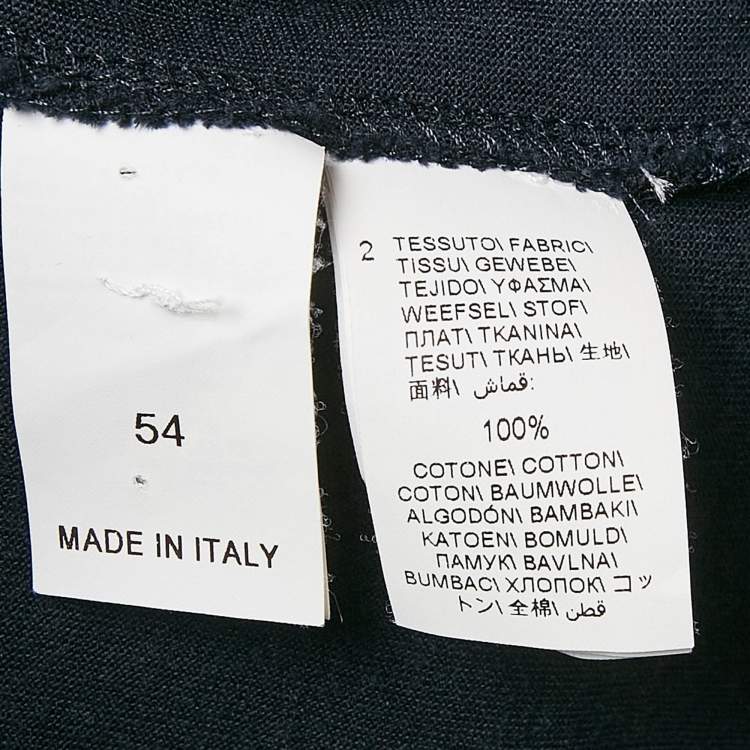 54
MADE IN ITALY
2 TESSUTO\ FABRIC\
TISSU\ GEWEBE\
TEJIDO\ ΥΦΑΣΜΑ\
WEEFSEL\ STOF\
ПЛАТ\ TKANINA\
ȚESUT\ ТКАНЬ\ 生地\
面料\ قماش:
100%
COTONE\ COTTON\
COTON\ BAUMWOLLE\
ALGODÓN\ BAMBAKI\
KATOEN\ BOMULD\
ПАМУК\ BAVLNA\
BUMBAC\ ХЛОПОК\ コッ
トン\ 全棉\ قطن